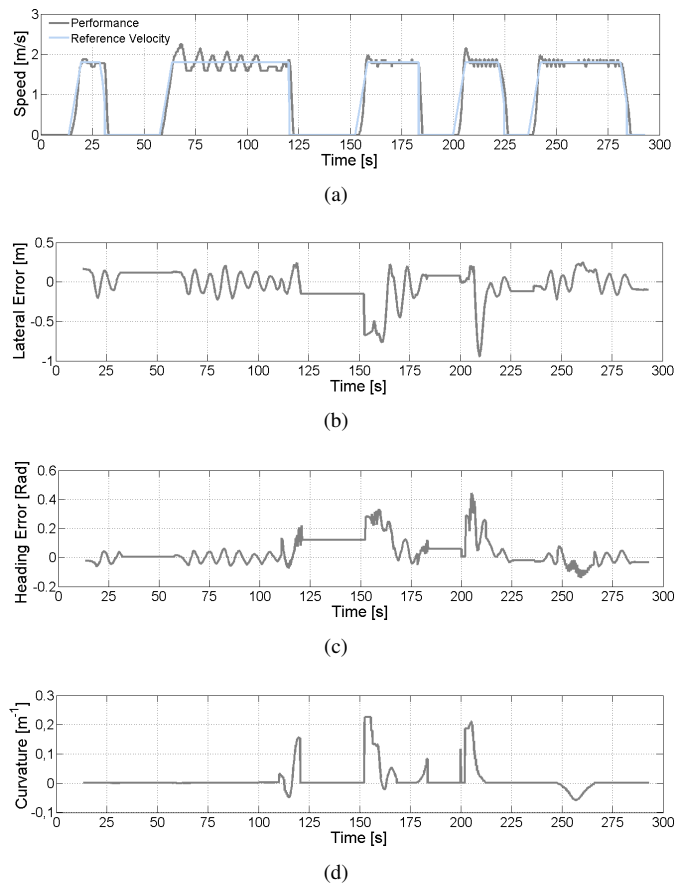 3
2
1
0
Speed [m/s]
Performance
Reference Velocity
0 25 50 75 100 125 150 175 200 225 250 275 300
Time [s]
(a)
0.5
0
-0.5
-1
Lateral Error [m]
0 25 50 75 100 125 150 175 200 225 250 275 300
Time [s]
(b)
0.6
0.4
0.2
0
-0.2
Heading Error [Rad]
0 25 50 75 100 125 150 175 200 225 250 275 300
Time [s]
(c)
0.3
0,2
0,1
0
-0,1
Curvature [m⁻¹]
0 25 50 75 100 125 150 175 200 225 250 275 300
Time [s]
(d)